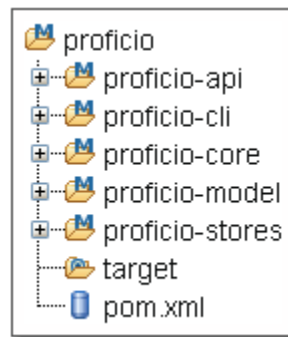 proficio
proficio-api
proficio-cli
proficio-core
proficio-model
proficio-stores
target
pom.xml